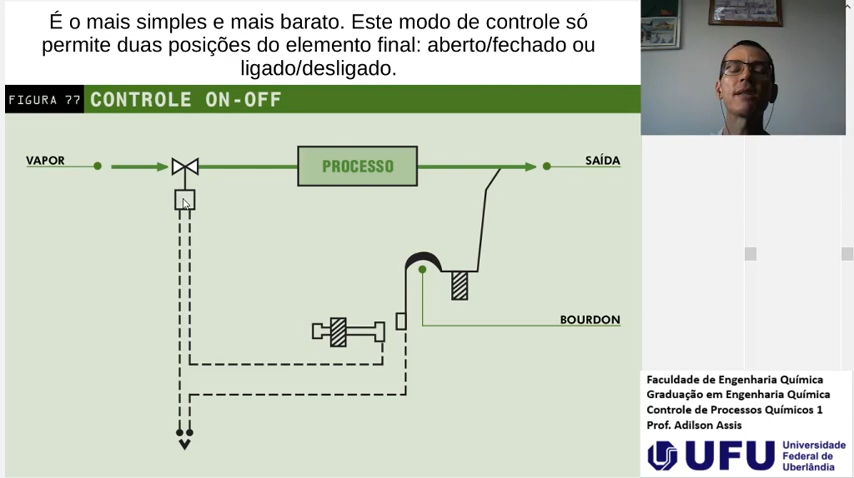 É o mais simples e mais barato. Este modo de controle só
permite duas posições do elemento final: aberto/fechado ou
ligado/desligado.
FIGURA 77
CONTROLE ON-OFF
VAPOR
PROCESSO
SAÍDA
BOURDON
V
Faculdade de Engenharia Química
Graduação em Engenharia Química
Controle de Processos Químicos 1
Prof. Adilson Assis
UFU
Universidade
Federal de
Uberlândia